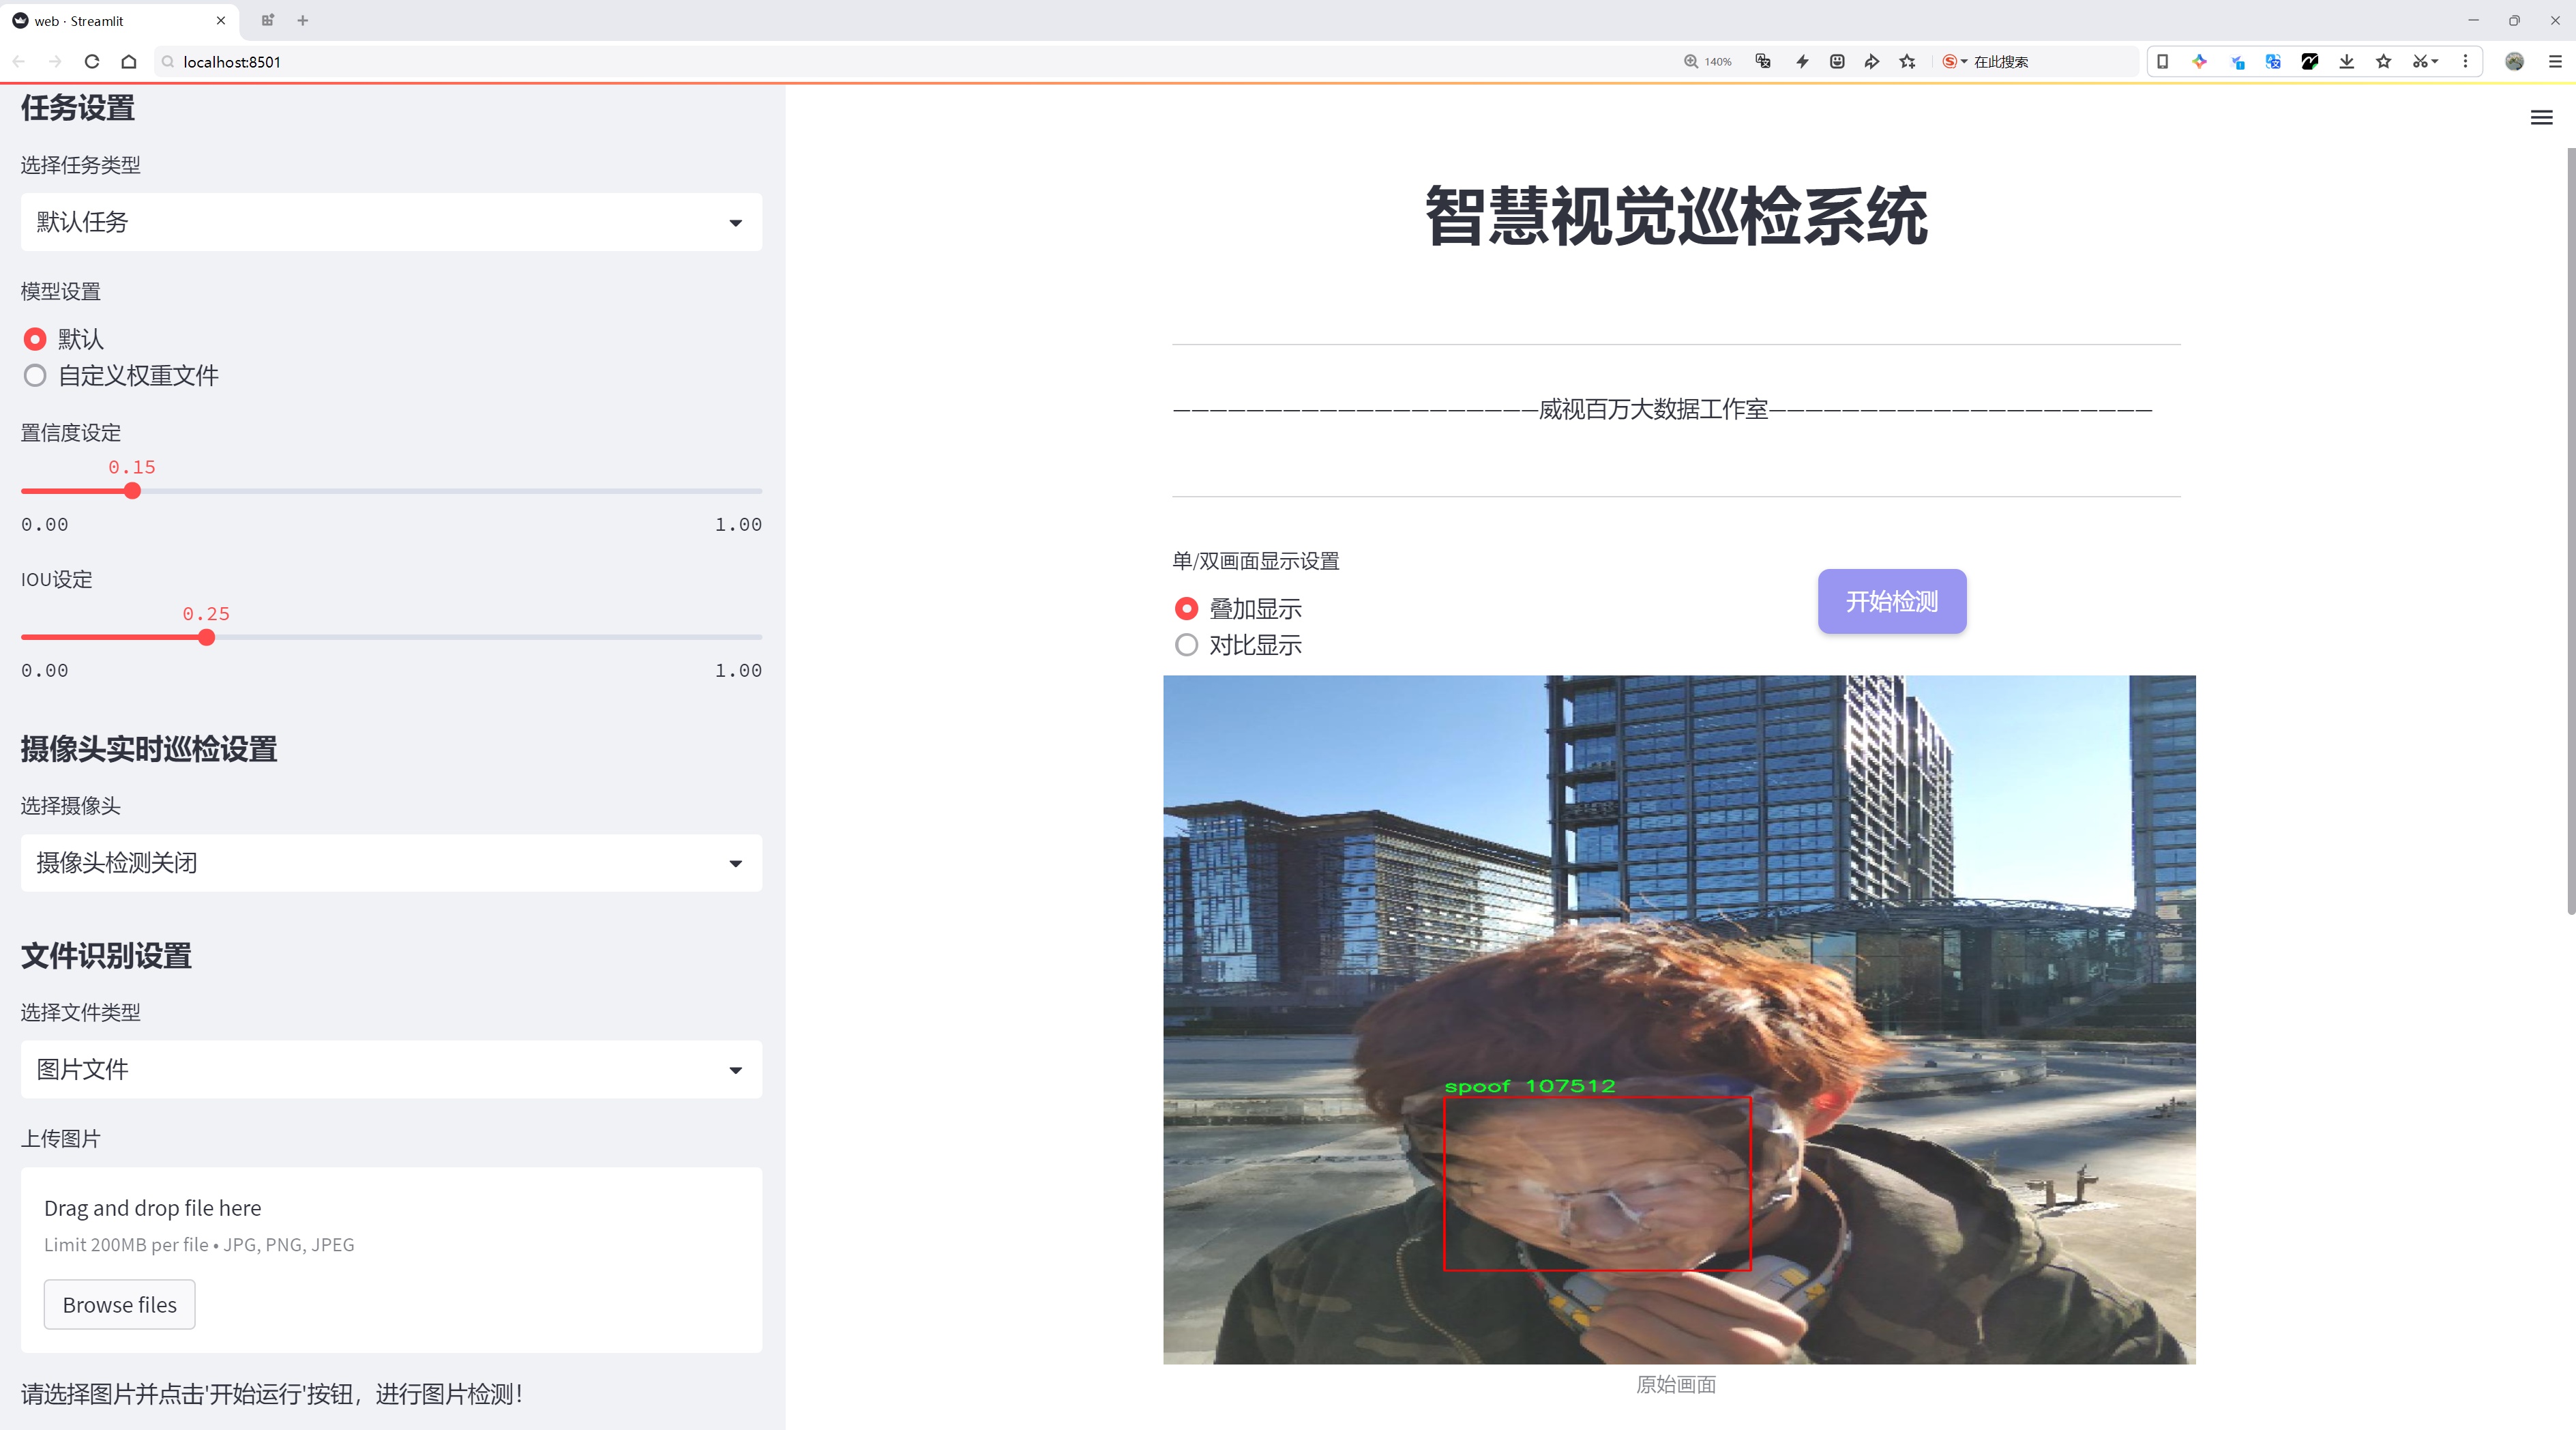 web · Streamlit
localhost:8501
140%
在此搜索
任务设置
选择任务类型
默认任务
模型设置
默认
自定义权重文件
置信度设定
0.15
0.00 1.00
IOU设定
0.25
0.00 1.00
摄像头实时巡检设置
选择摄像头
摄像头检测关闭
文件识别设置
选择文件类型
图片文件
上传图片
Drag and drop file here
Limit 200MB per file • JPG, PNG, JPEG
Browse files
请选择图片并点击'开始运行'按钮，进行图片检测！
智慧视觉巡检系统
—————————————————————威视百万大数据工作室——————————————————————
单/双画面显示设置
叠加显示
对比显示
开始检测
spoof 107512
原始画面